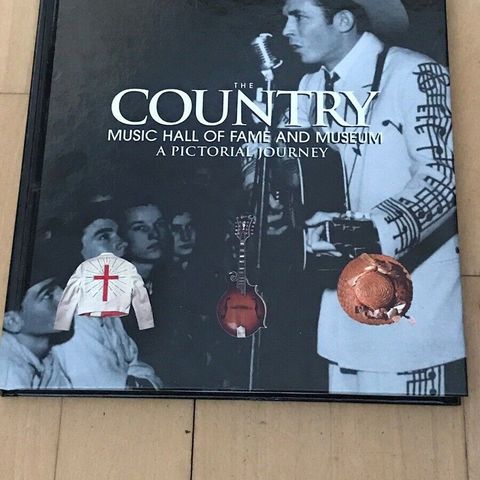 THE
COUNTRY
MUSIC HALL OF FAME AND MUSEUM
A PICTORIAL JOURNEY